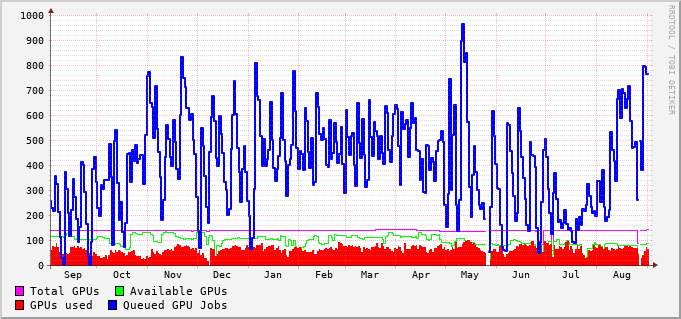 1000
900
800
700
600
500
400
300
200
100
0
Sep Oct Nov Dec Jan Feb Mar Apr May Jun Jul Aug
Total GPUs Available GPUs
GPUs used Queued GPU Jobs
RRDTOOL / TOBI OETIKER